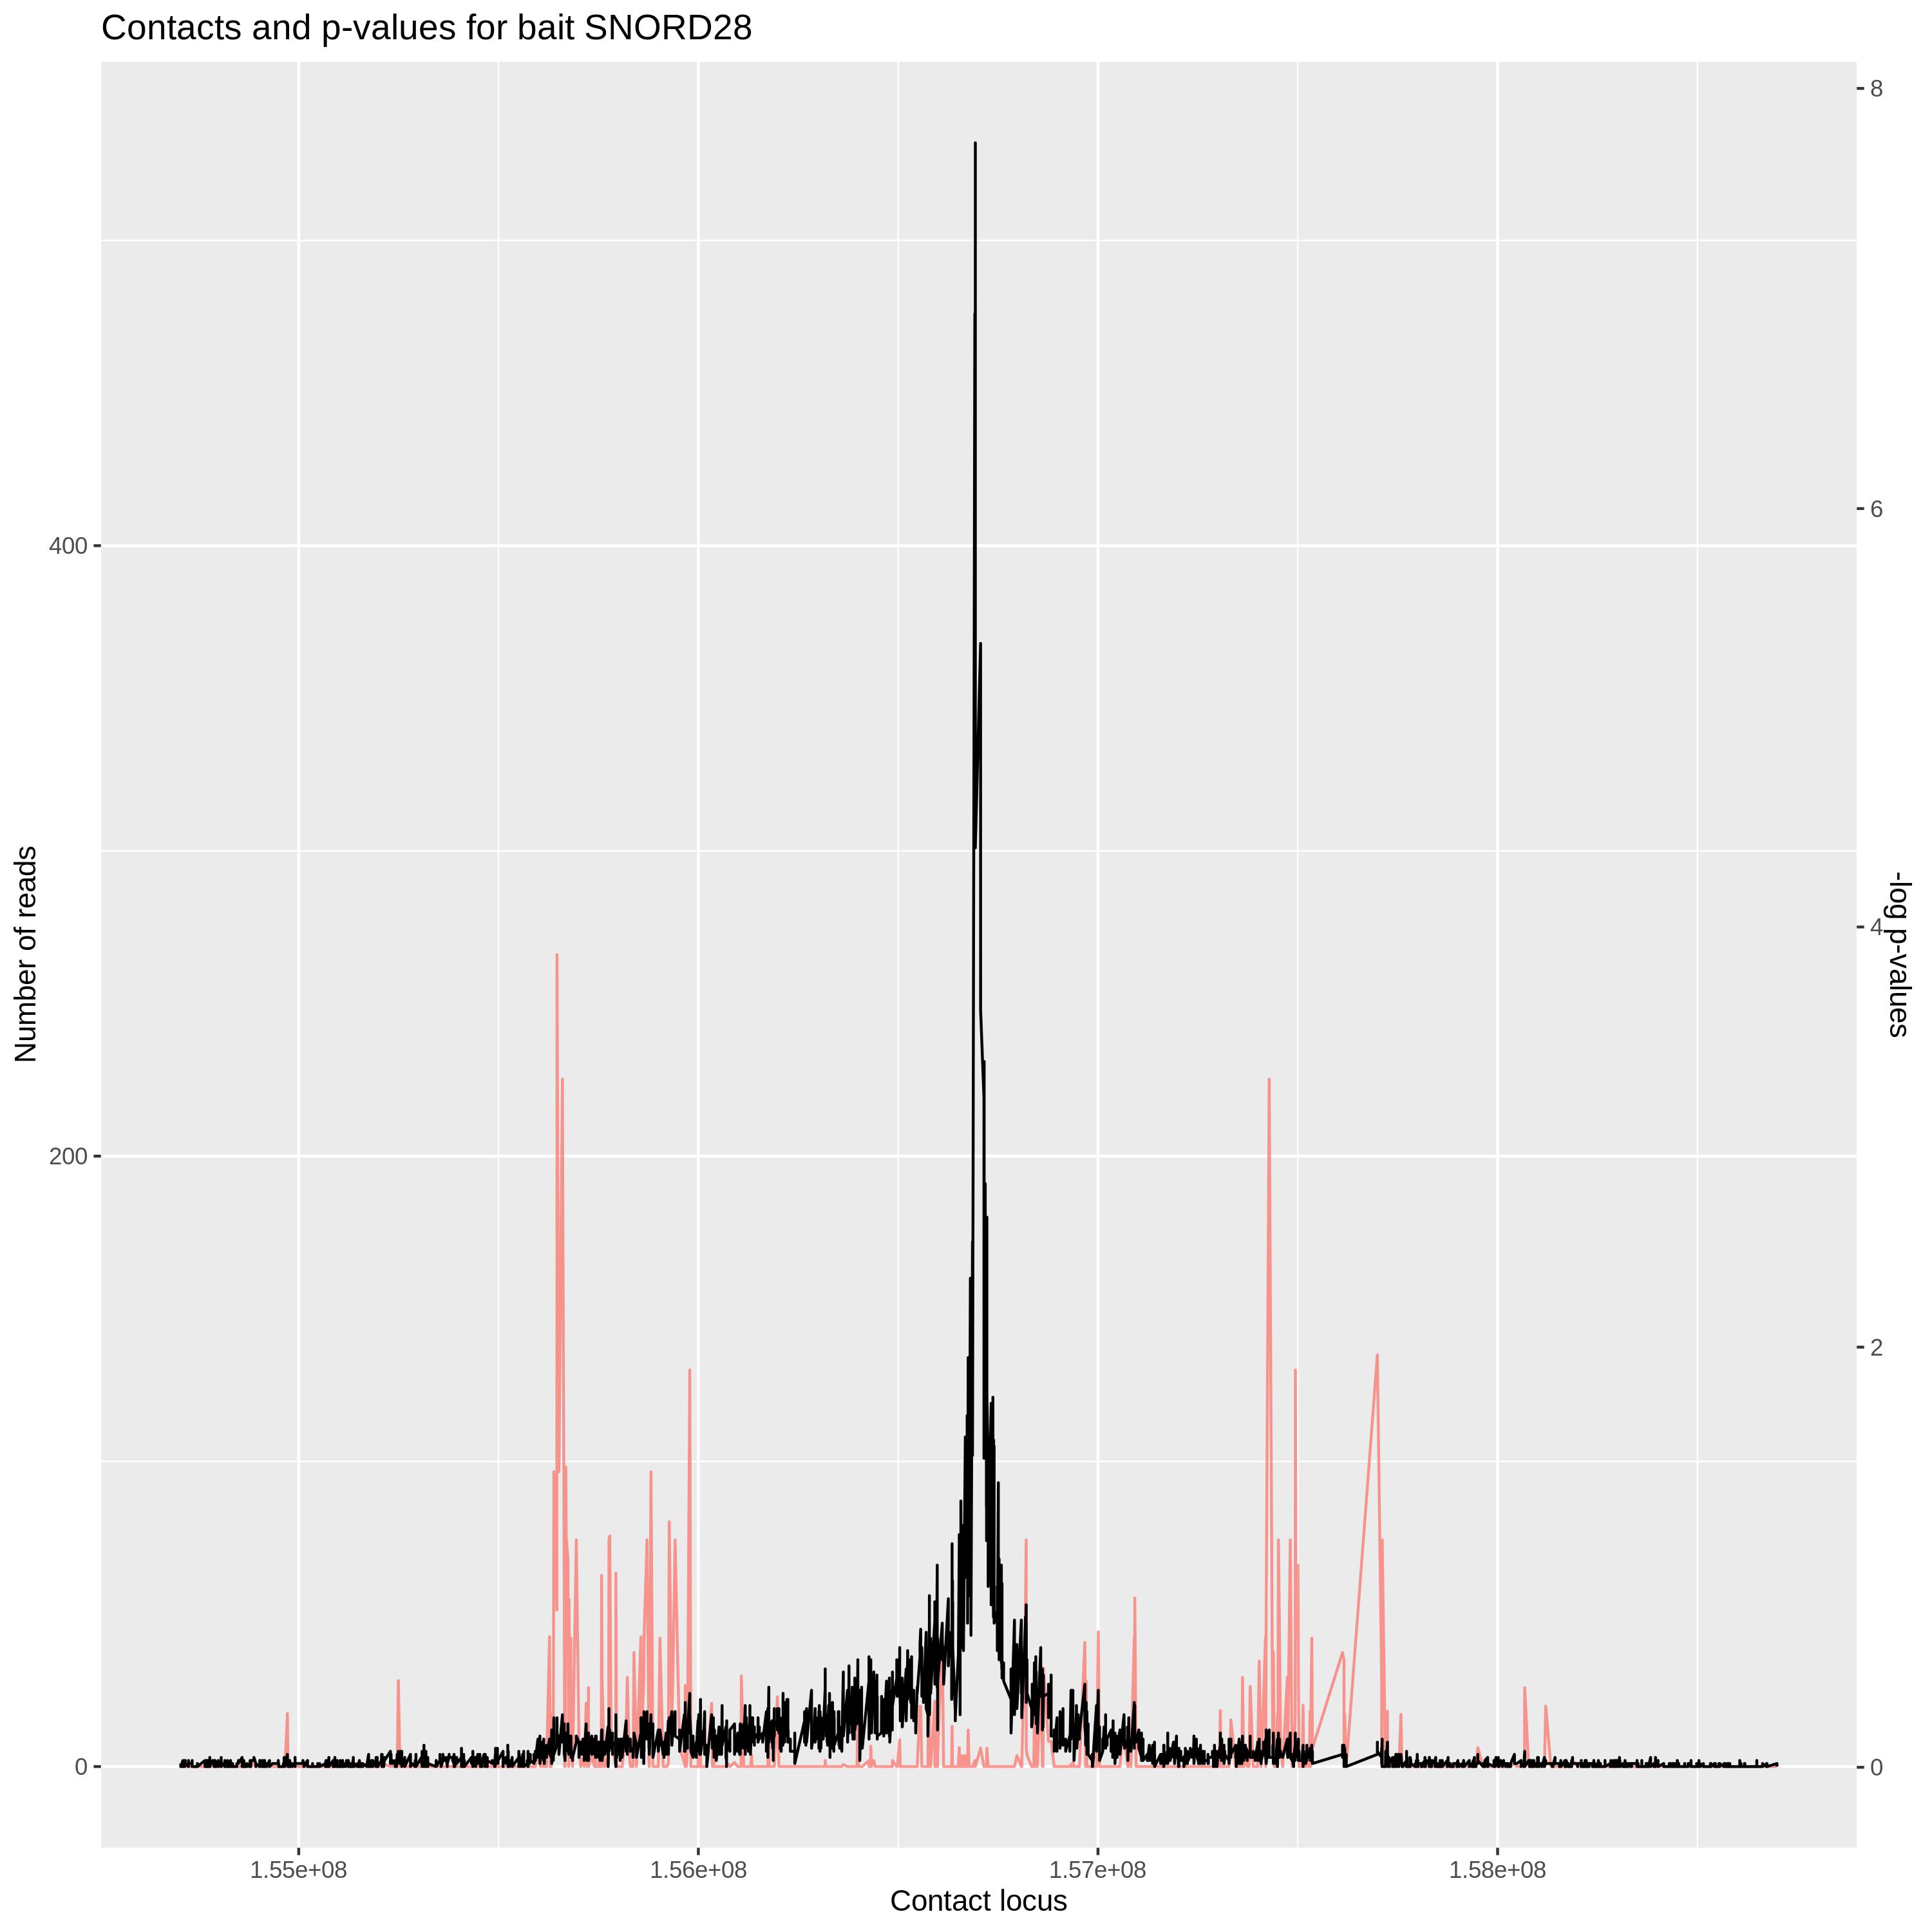 Contacts and p-values for bait SNORD28
Number of reads
400
200
0
8
6
4
2
0
-log p-values
1.55e+08
1.56e+08
1.57e+08
1.58e+08
Contact locus